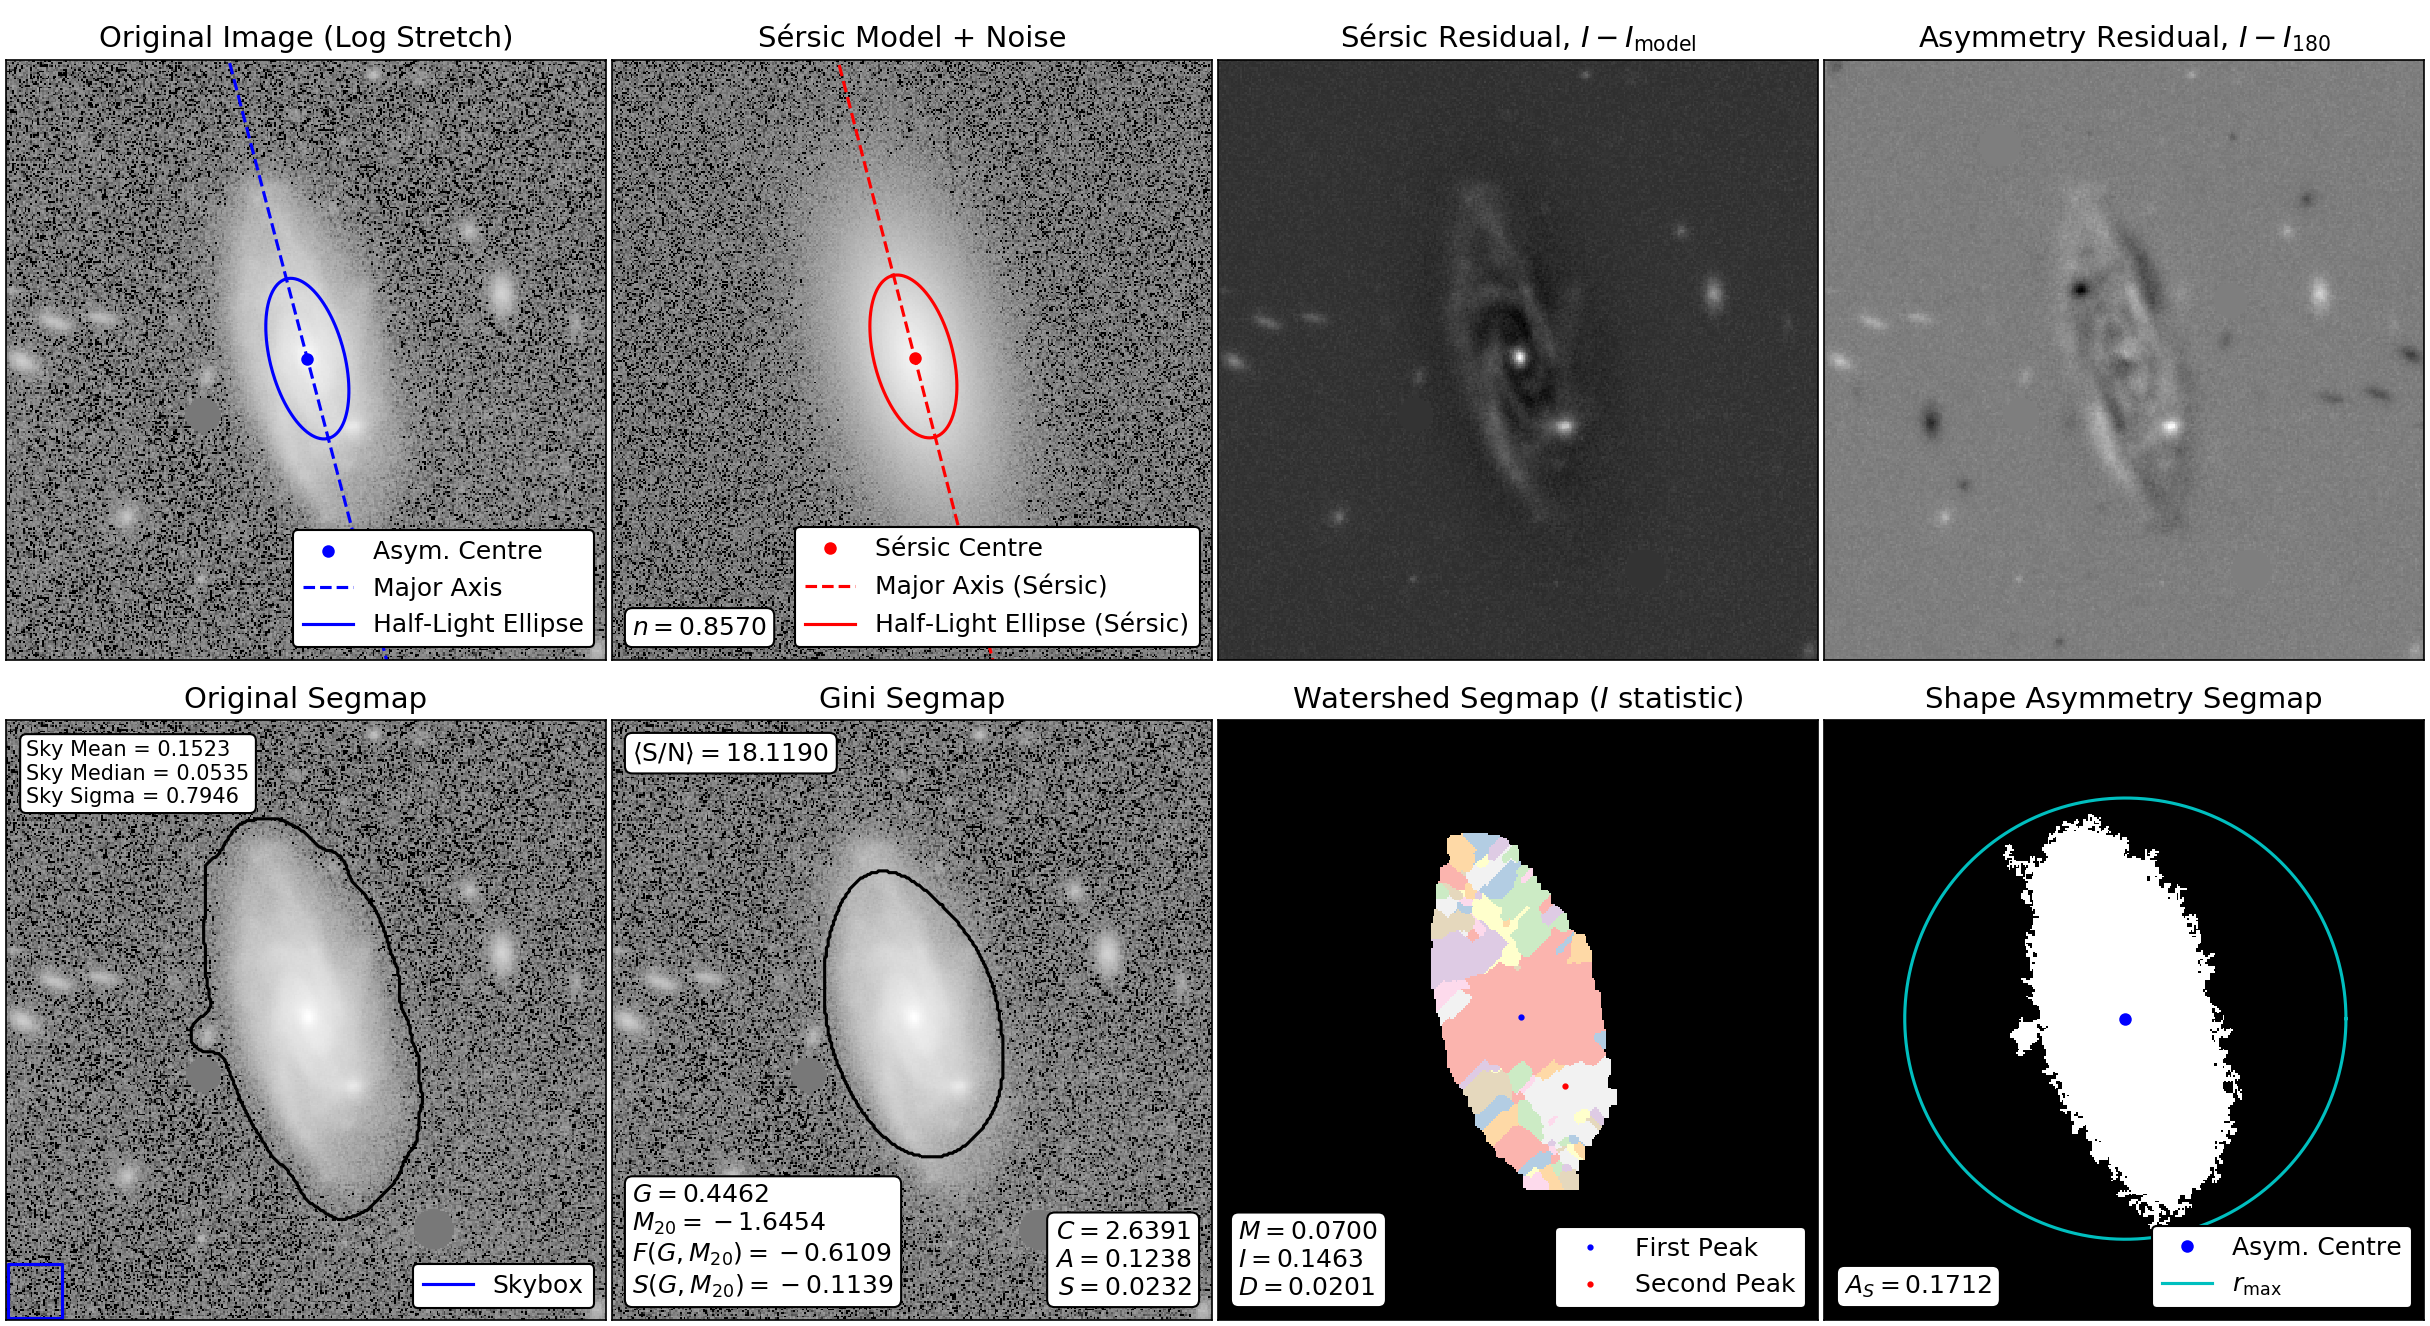 Original Image (Log Stretch)
Asym. Centre
Major Axis
Half-Light Ellipse
Sérsic Model + Noise
n = 0.8570
Sérsic Centre
Major Axis (Sérsic)
Half-Light Ellipse (Sérsic)
Sérsic Residual, I − I_model
Asymmetry Residual, I − I_180
Original Segmap
Sky Mean = 0.1523
Sky Median = 0.0535
Sky Sigma = 0.7946
Skybox
Gini Segmap
⟨S/N⟩ = 18.1190
G = 0.4462
M_20 = −1.6454
F(G, M_20) = −0.6109
S(G, M_20) = −0.1139
C = 2.6391
A = 0.1238
S = 0.0232
Watershed Segmap (I statistic)
M = 0.0700
I = 0.1463
D = 0.0201
First Peak
Second Peak
Shape Asymmetry Segmap
A_S = 0.1712
Asym. Centre
r_max